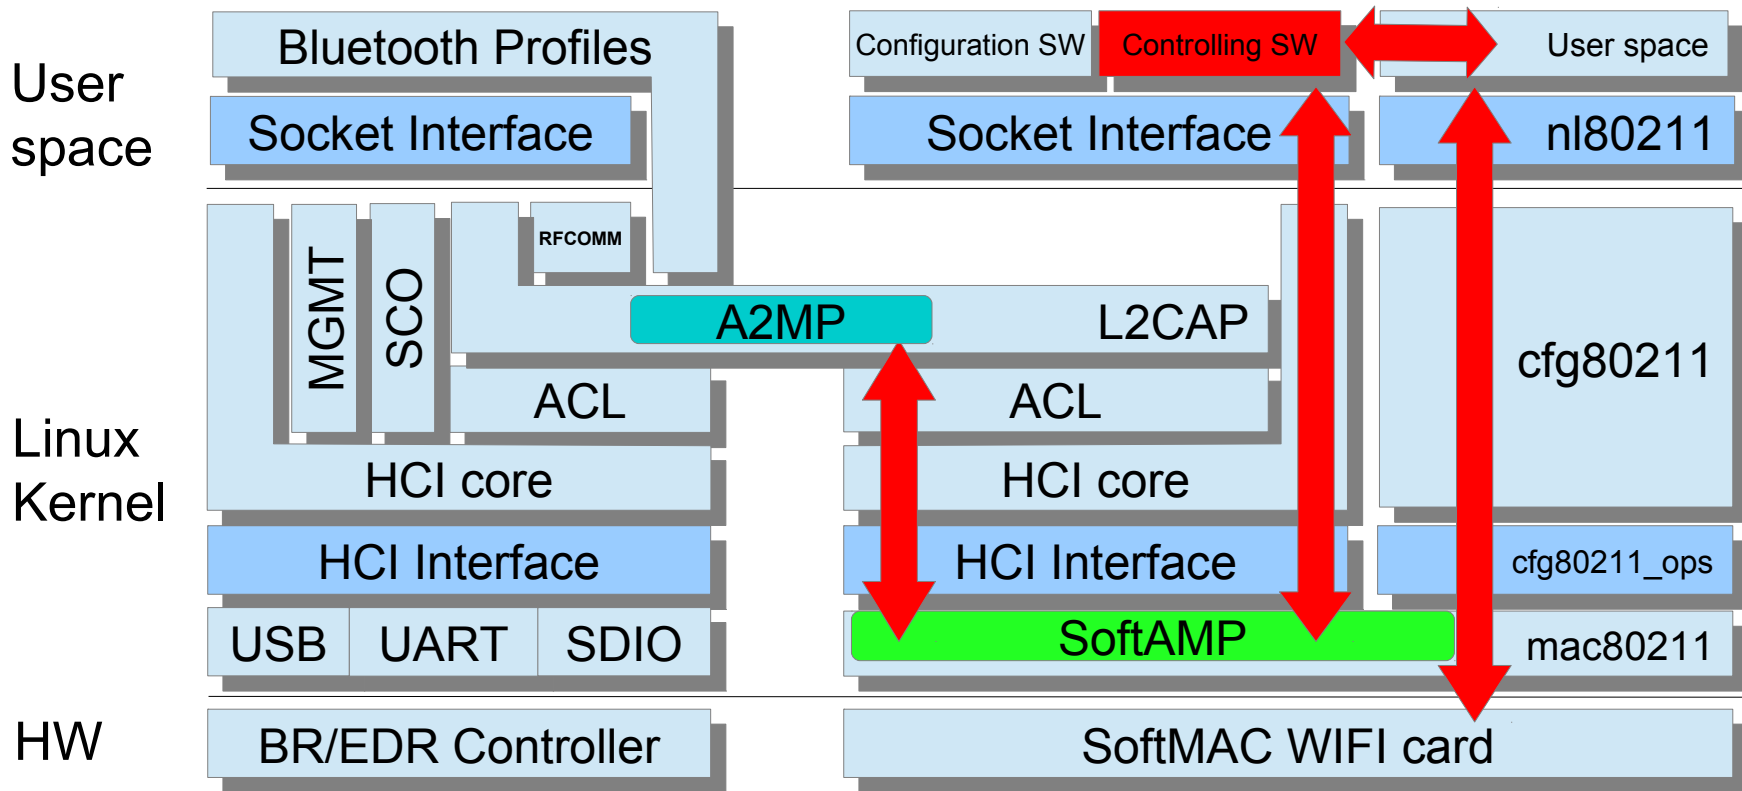 User
space
Bluetooth Profiles
Configuration SW
Controlling SW
User space
Socket Interface
Socket Interface
nl80211
Linux
Kernel
MGMT
SCO
RFCOMM
A2MP
L2CAP
cfg80211
ACL
ACL
HCI core
HCI core
HCI Interface
HCI Interface
cfg80211_ops
USB
UART
SDIO
SoftAMP
mac80211
HW
BR/EDR Controller
SoftMAC WIFI card